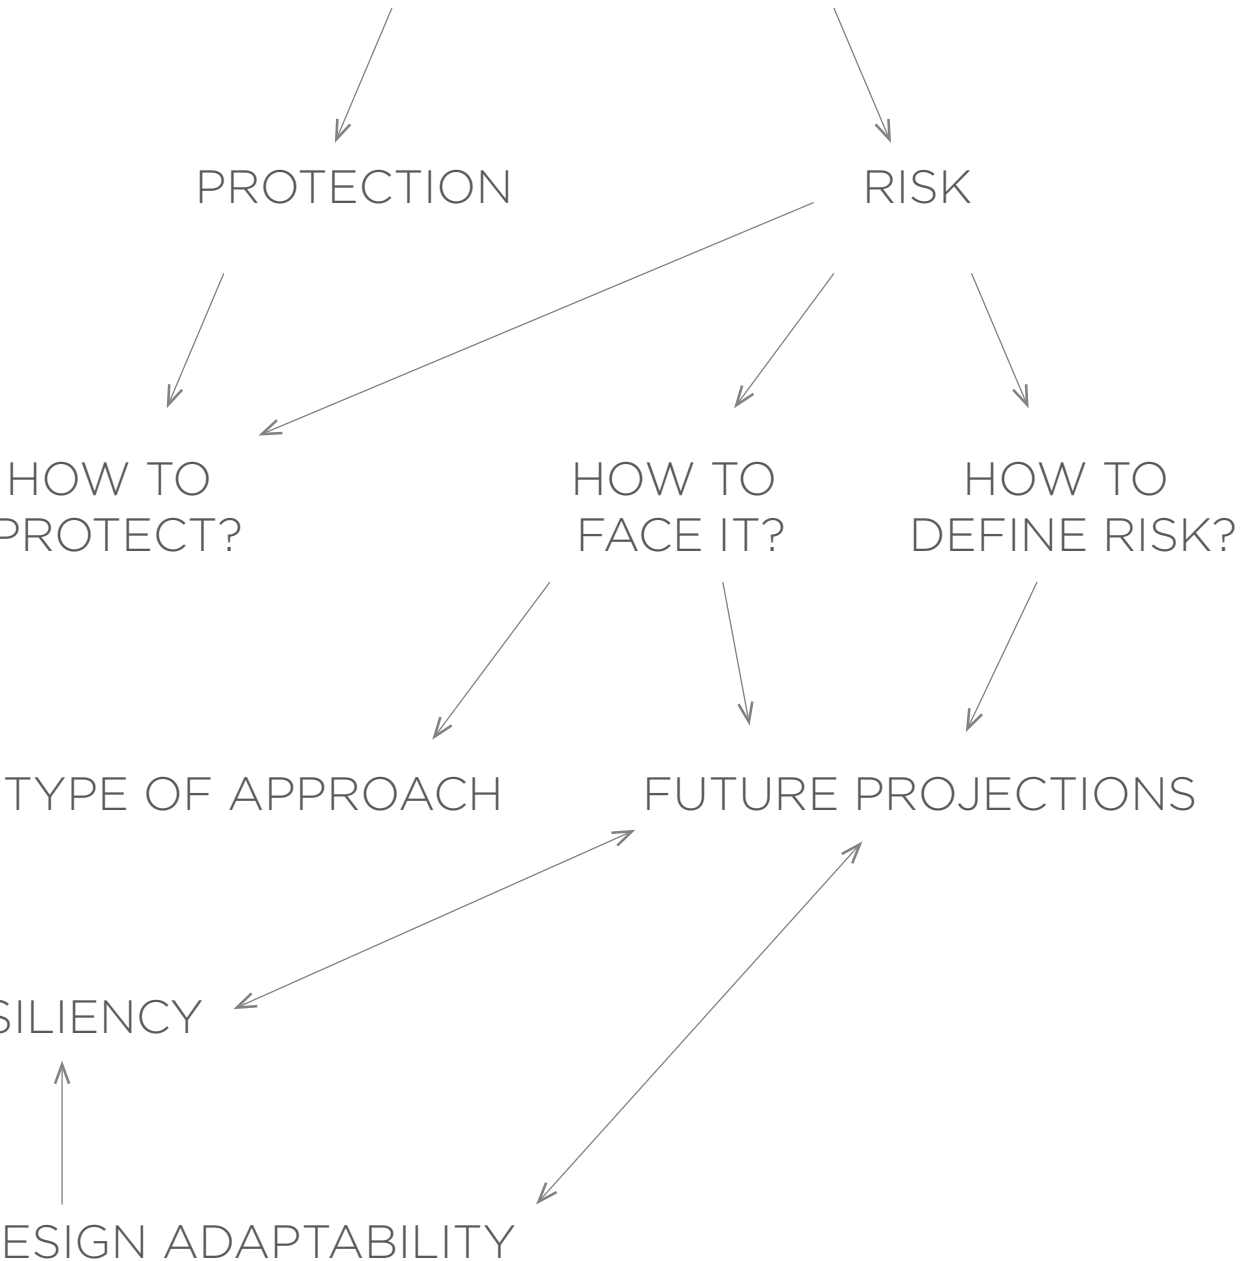 PROTECTION
RISK
HOW TO
PROTECT?
HOW TO
FACE IT?
HOW TO
DEFINE RISK?
TYPE OF APPROACH
FUTURE PROJECTIONS
SILIENCY
ESIGN ADAPTABILITY